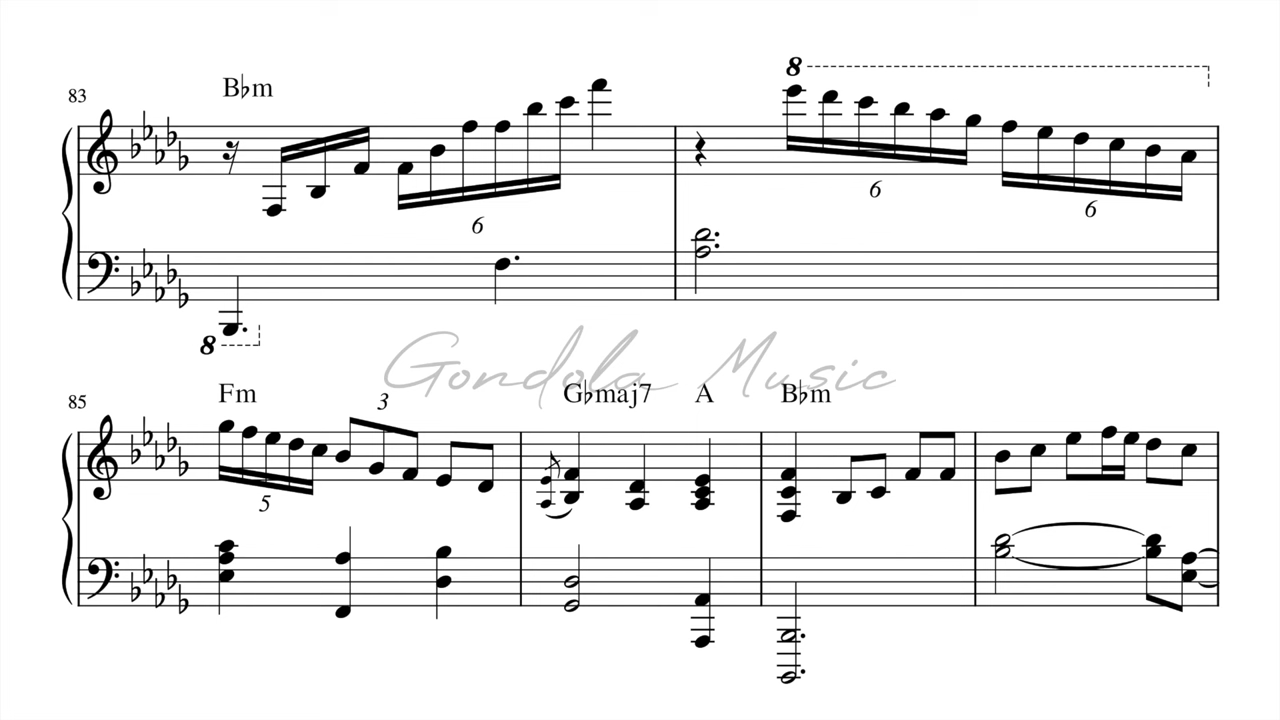 8
83 B♭m
6 6 6
8
Gondola Music
85 Fm 3 G♭maj7 A B♭m
5